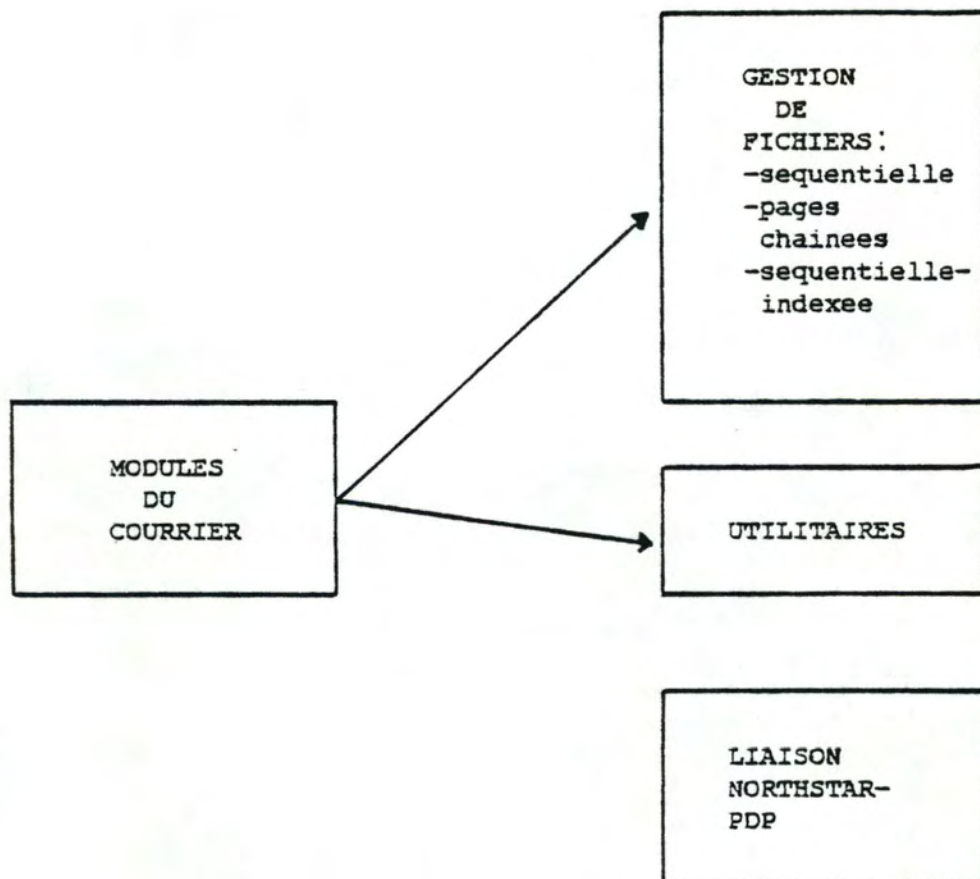 GESTION
DE
FICHIERS:
-sequentielle
-pages
chainees
-sequentielle-
indexee
MODULES
DU
COURRIER
UTILITAIRES
LIAISON
NORTHSTAR-
PDP